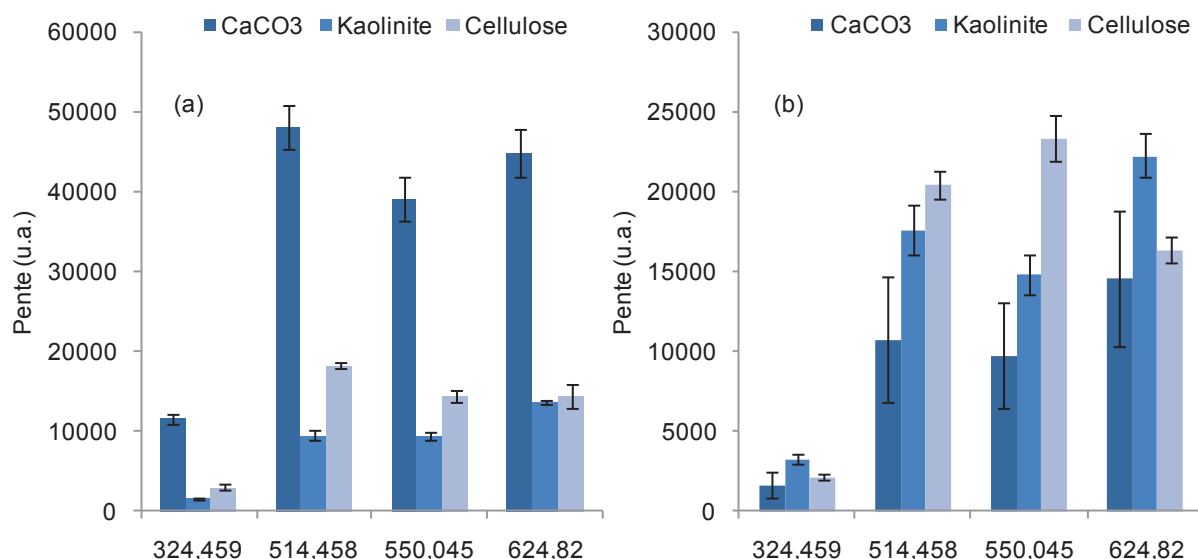 CaCO3 Kaolinite Cellulose
(a)
Pente (u.a.)
60000
50000
40000
30000
20000
10000
0
324,459 514,458 550,045 624,82
CaCO3 Kaolinite Cellulose
(b)
Pente (u.a.)
30000
25000
20000
15000
10000
5000
0
324,459 514,458 550,045 624,82